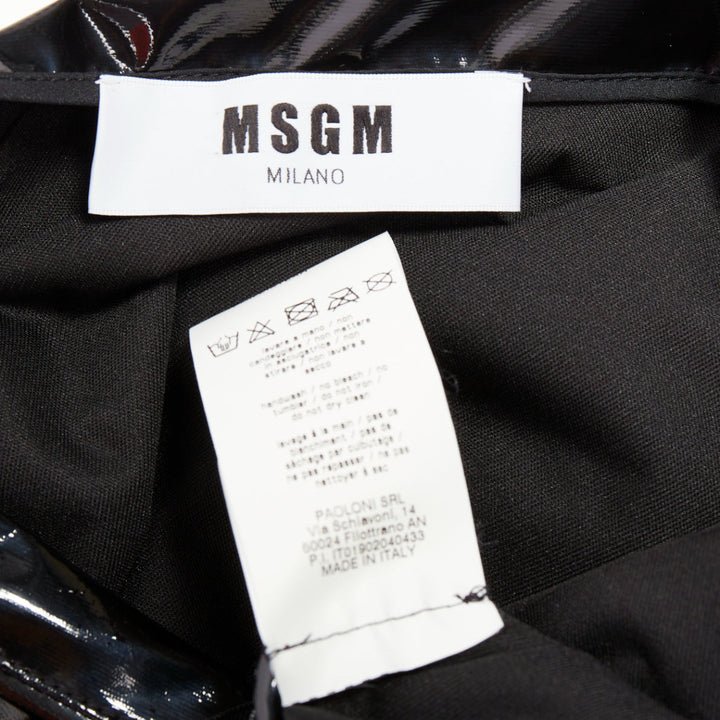 MSGM
MILANO
lavare a mano / non
candeggiare / non mettere
in asciugatrice / non
stirare / non lavare a
secco
handwash / no bleach / no
tumbler / do not iron /
do not dry clean
lavage à la main / pas de
blanchiment / pas de
séchage par culbutage /
ne pas repasser / ne pas
nettoyer à sec
PAOLONI SRL
Via Schiavoni, 14
60024 Filottrano AN
P.I. IT01902040433
MADE IN ITALY